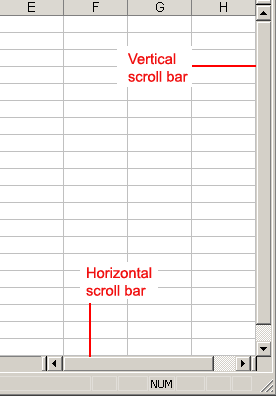 E F G H
Vertical
scroll bar
Horizontal
scroll bar
NUM